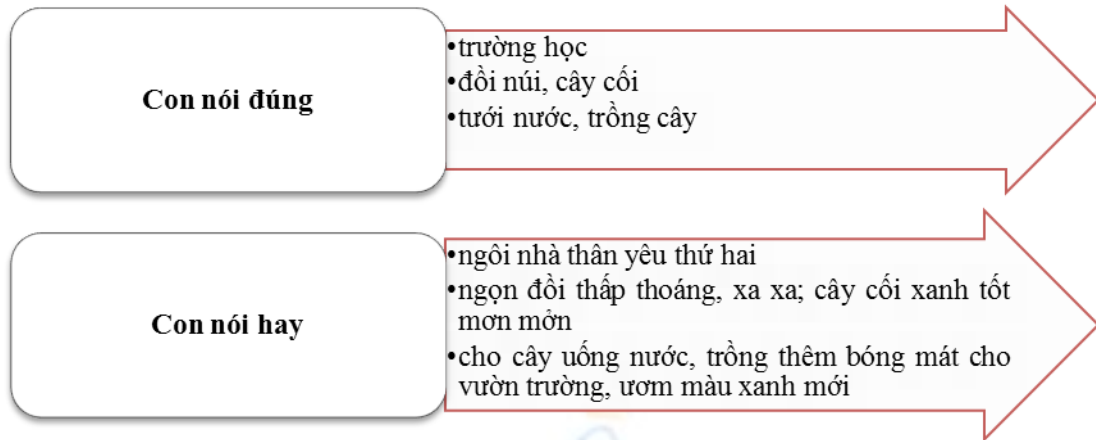 Con nói đúng
•trường học
•đồi núi, cây cối
•tưới nước, trồng cây
Con nói hay
•ngôi nhà thân yêu thứ hai
•ngọn đồi thấp thoáng, xa xa; cây cối xanh tốt
mơn mởn
•cho cây uống nước, trồng thêm bóng mát cho
vườn trường, ươm màu xanh mới